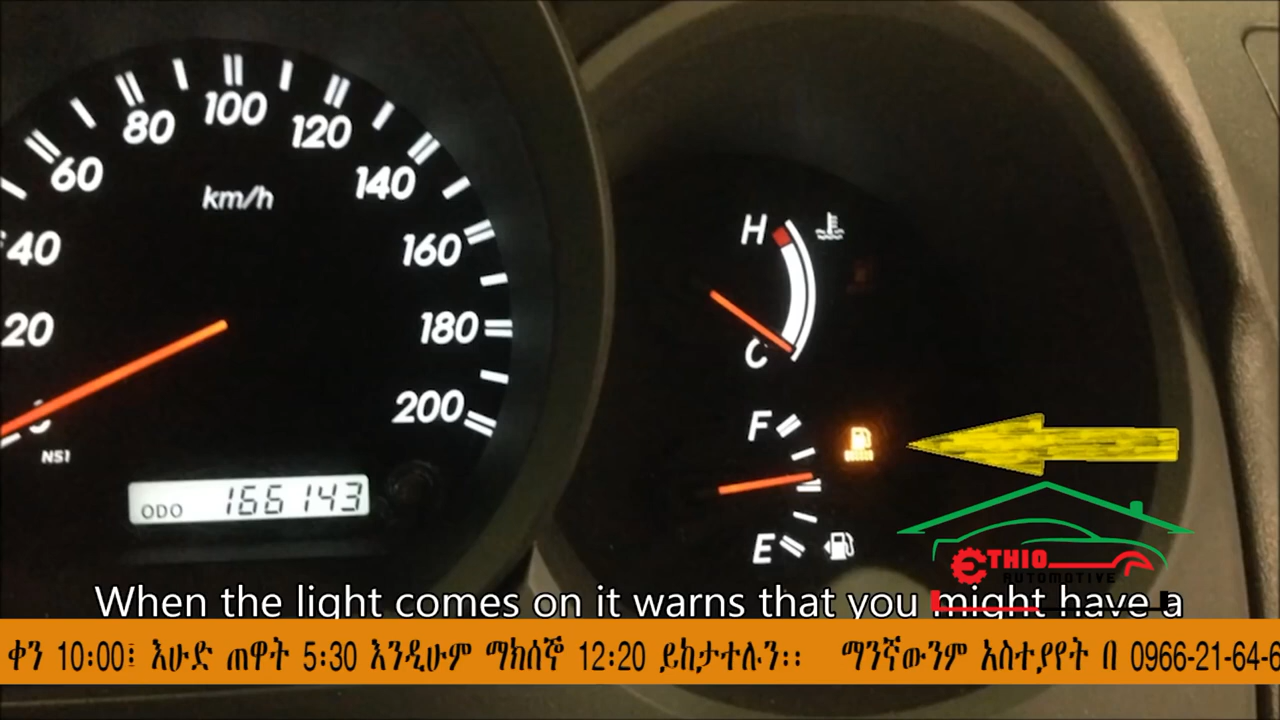 100
80
120
60
140
km/h
40
160
20
180
200
NS1
ODO 166143
H
C
F
E
THIO
AUTOMOTIVE
When the light comes on it warns that you might have a
ቀን 10፡00፤ እሁድ ጠዋት 5፡30 እንዲሁም ማክሰኞ 12፡20 ይከታተሉን፡፡ ማንኛውንም አስተያየት በ 0966-21-64-6